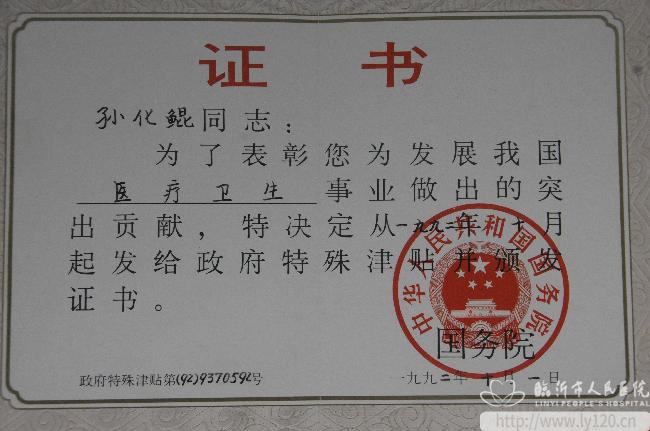 证 书
孙化鲲同志：
为了表彰您为发展我国
医疗卫生事业做出的突
出贡献，特决定从一九九二年十月
起发给政府特殊津贴并颁发
证书。
中华人民共和国国务院
国务院
政府特殊津贴第(92)9370592号
一九九二年十月一日
临沂市人民医院
LINYI PEOPLE'S HOSPITAL
http://www.ly120.cn